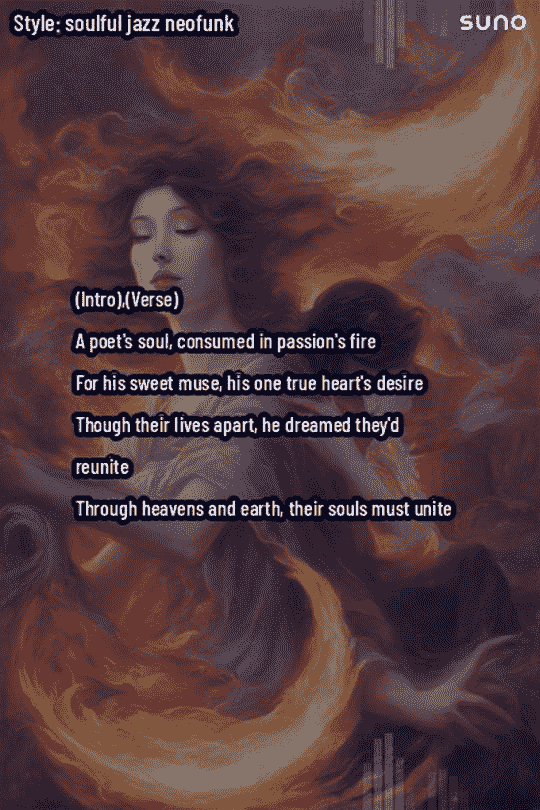 Style: soulful jazz neofunk
suno
(Intro),(Verse)
A poet's soul, consumed in passion's fire
For his sweet muse, his one true heart's desire
Though their lives apart, he dreamed they'd
reunite
Through heavens and earth, their souls must unite